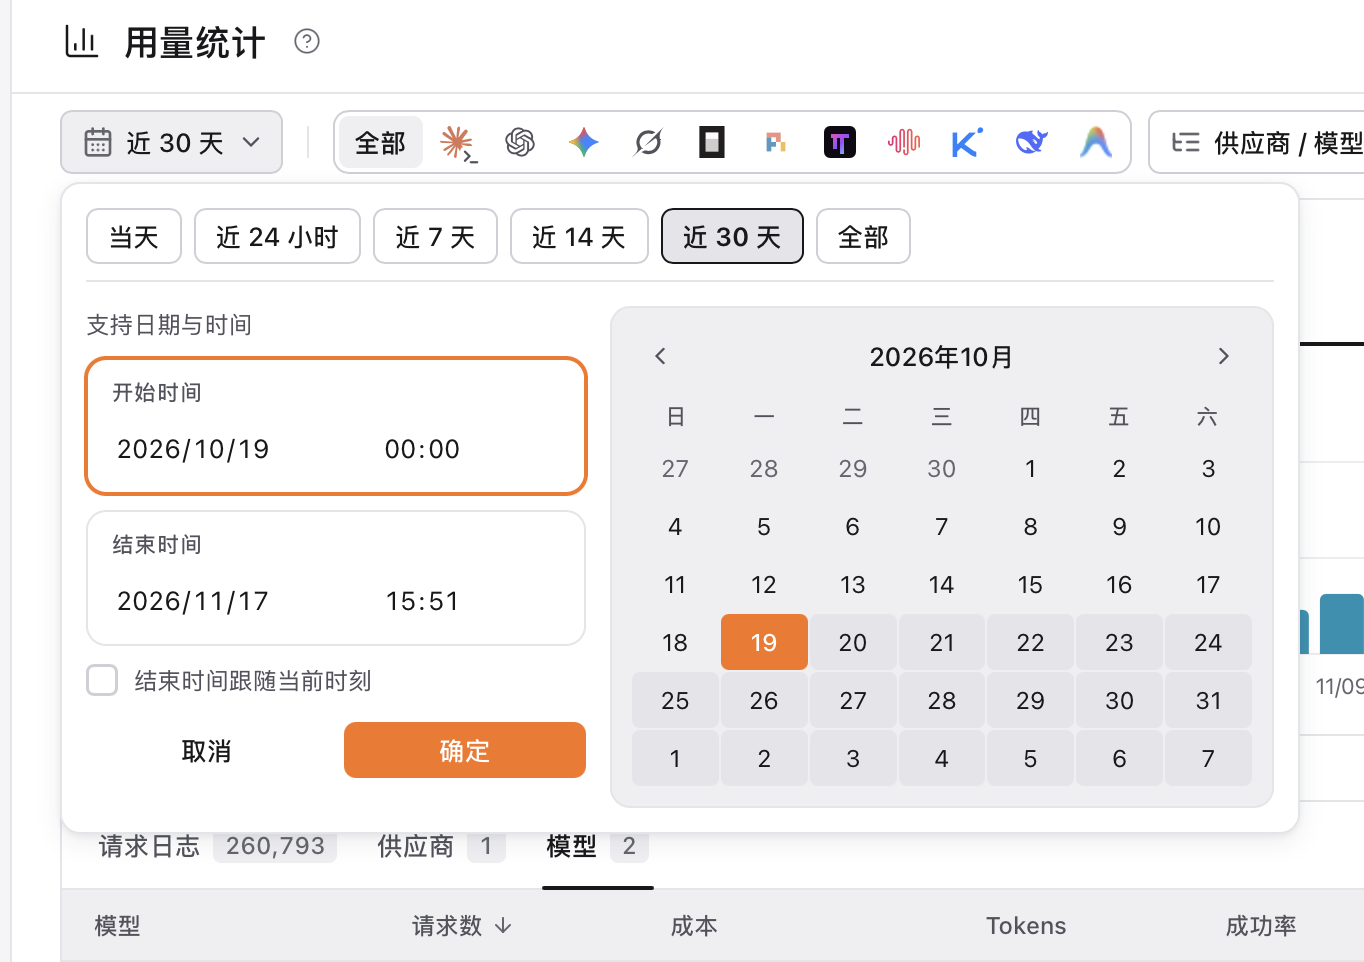 用量统计
近 30 天
全部
供应商 / 模型
当天
近 24 小时
近 7 天
近 14 天
近 30 天
全部
支持日期与时间
开始时间
2026/10/19 00:00
结束时间
2026/11/17 15:51
结束时间跟随当前时刻
取消
确定
2026年10月
日 一 二 三 四 五 六
27 28 29 30 1 2 3
4 5 6 7 8 9 10
11 12 13 14 15 16 17
18 19 20 21 22 23 24
25 26 27 28 29 30 31
1 2 3 4 5 6 7
11/09
请求日志 260,793 供应商 1 模型 2
模型 请求数 成本 Tokens 成功率